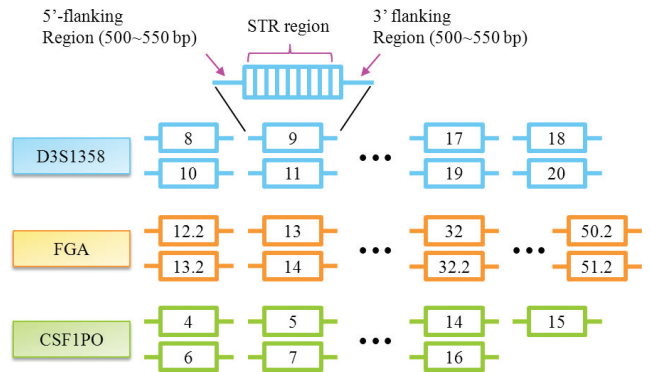 5’-flanking
Region (500~550 bp)
STR region
3’ flanking
Region (500~550 bp)
D3S1358
8 9 ••• 17 18
10 11 19 20
FGA
12.2 13 ••• 32 ••• 50.2
13.2 14 32.2 51.2
CSF1PO
4 5 ••• 14 15
6 7 16